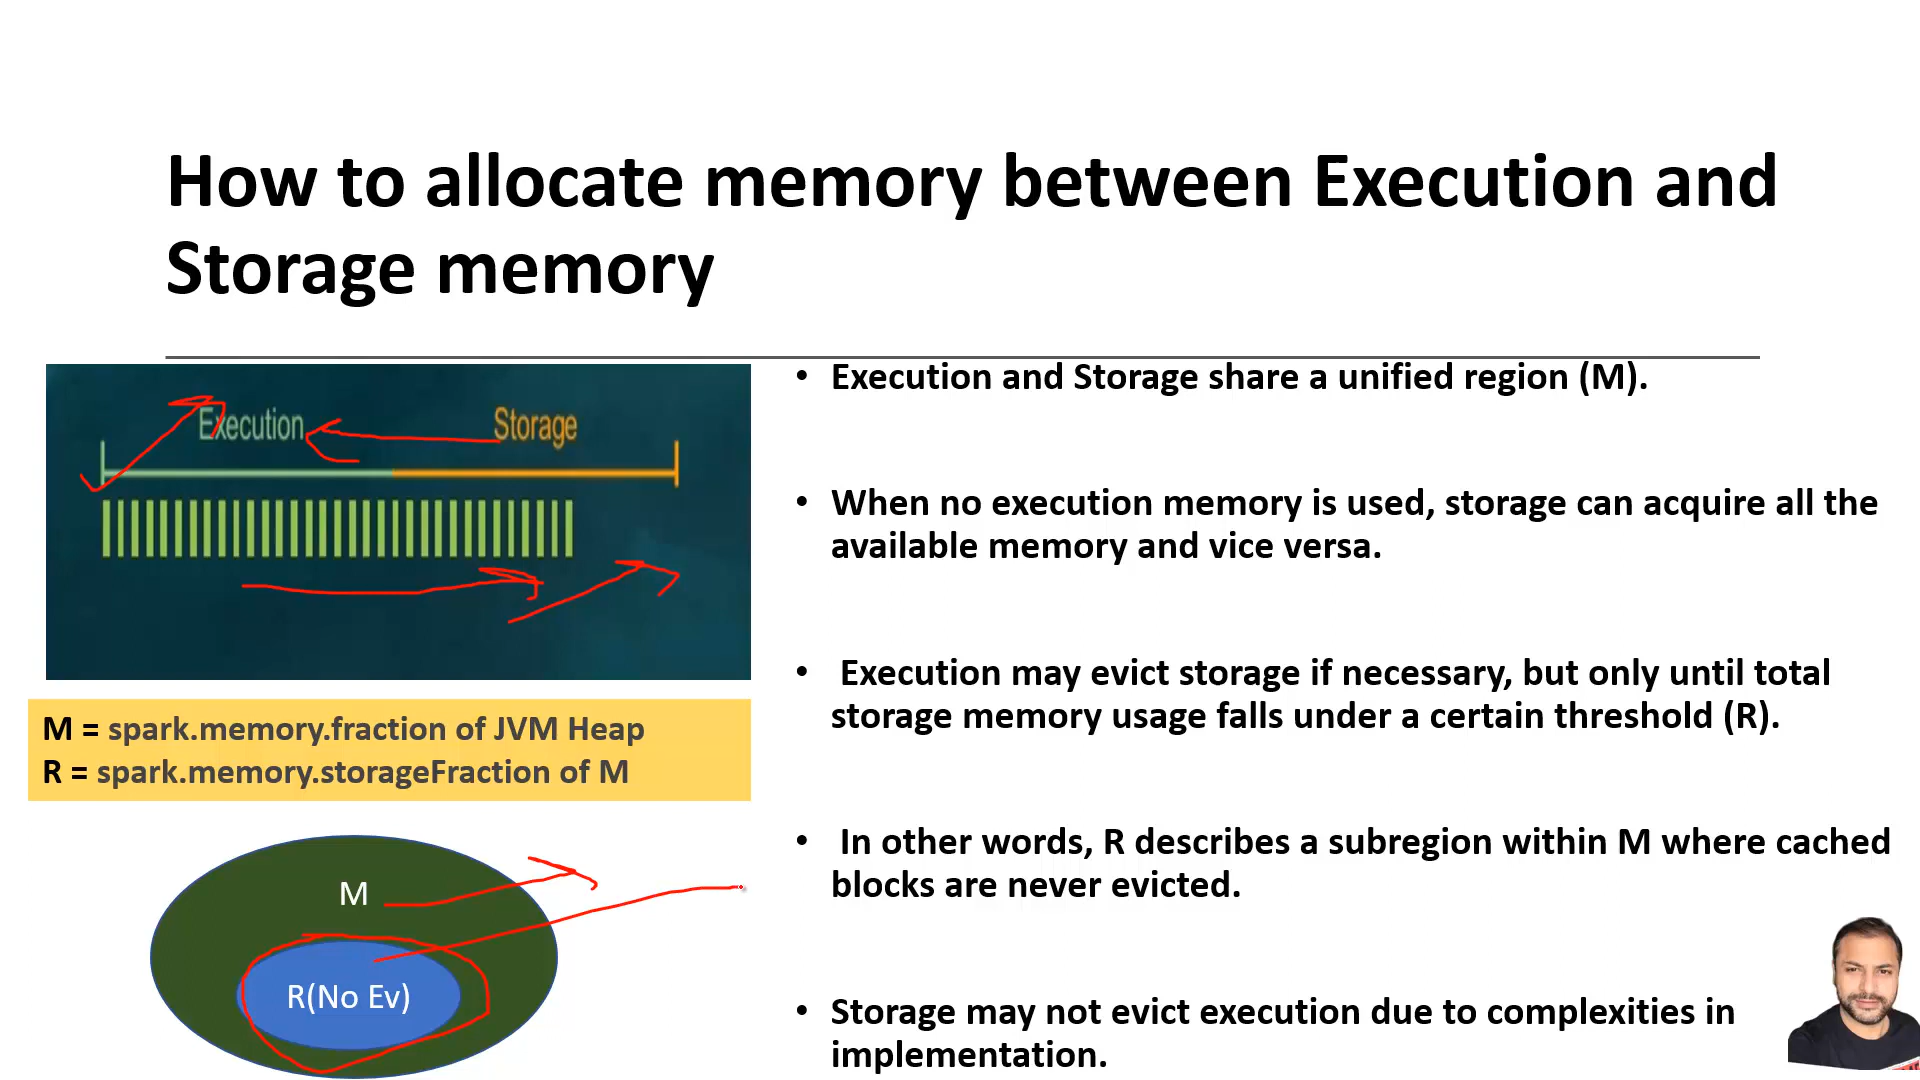 How to allocate memory between Execution and
Storage memory
Execution
Storage
M = spark.memory.fraction of JVM Heap
R = spark.memory.storageFraction of M
M
R(No Ev)
• Execution and Storage share a unified region (M).
• When no execution memory is used, storage can acquire all the
available memory and vice versa.
• Execution may evict storage if necessary, but only until total
storage memory usage falls under a certain threshold (R).
• In other words, R describes a subregion within M where cached
blocks are never evicted.
• Storage may not evict execution due to complexities in
implementation.